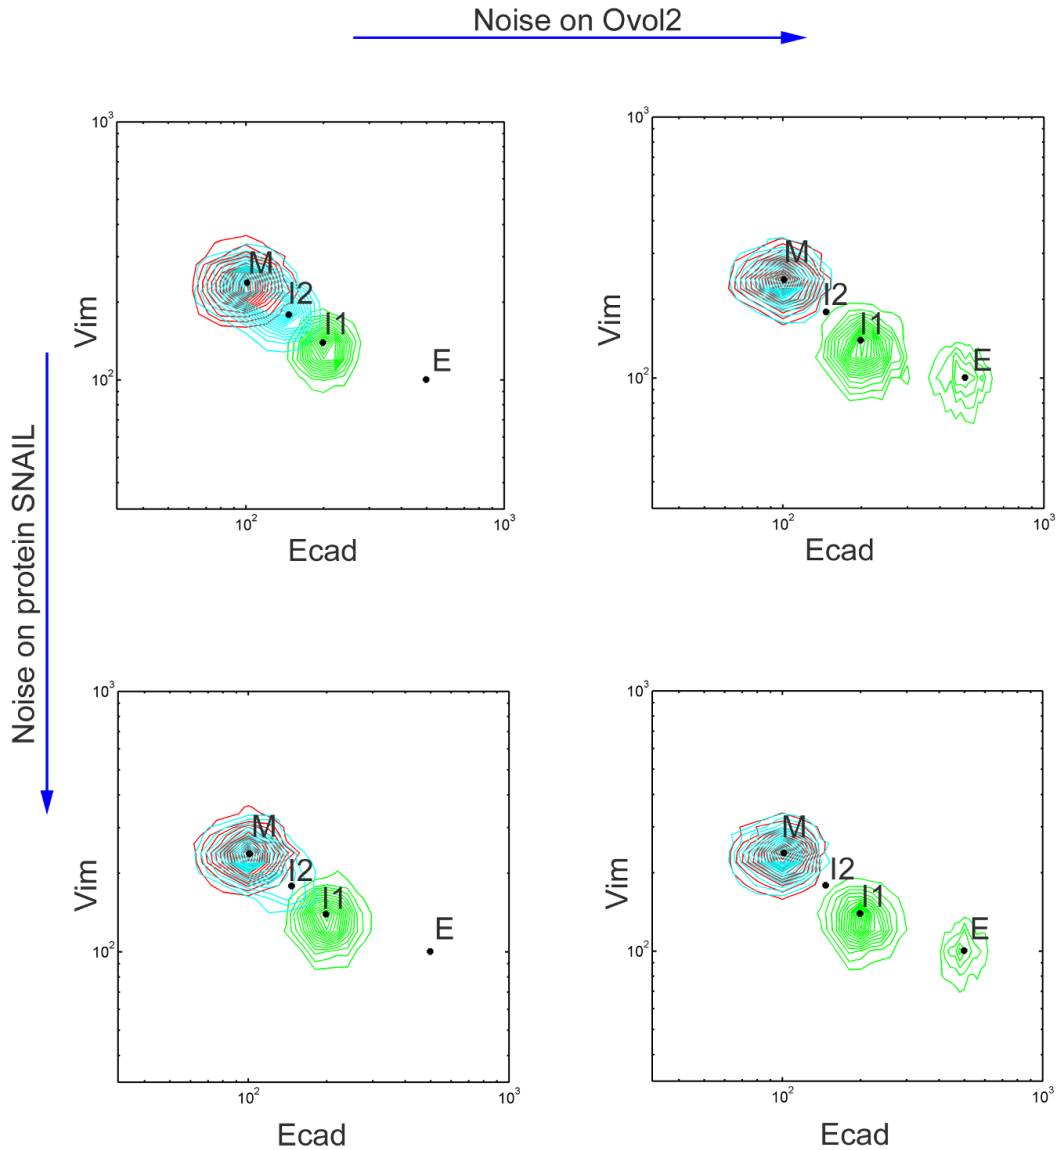 Noise on Ovol2
Noise on protein SNAIL
10³
Vim
10²
M
I2
I1
E
10²
10³
Ecad
10³
Vim
10²
M
I2
I1
E
10²
10³
Ecad
10³
Vim
10²
M
I2
I1
E
10²
10³
Ecad
10³
Vim
10²
M
I2
I1
E
10²
10³
Ecad